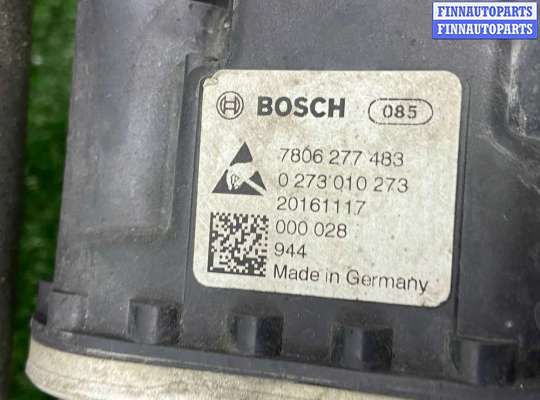 FINNAUTOPARTS
FINNAUTOPARTS
BOSCH 085
7806 277 483
0 273 010 273
20161117
000 028
944
Made in Germany